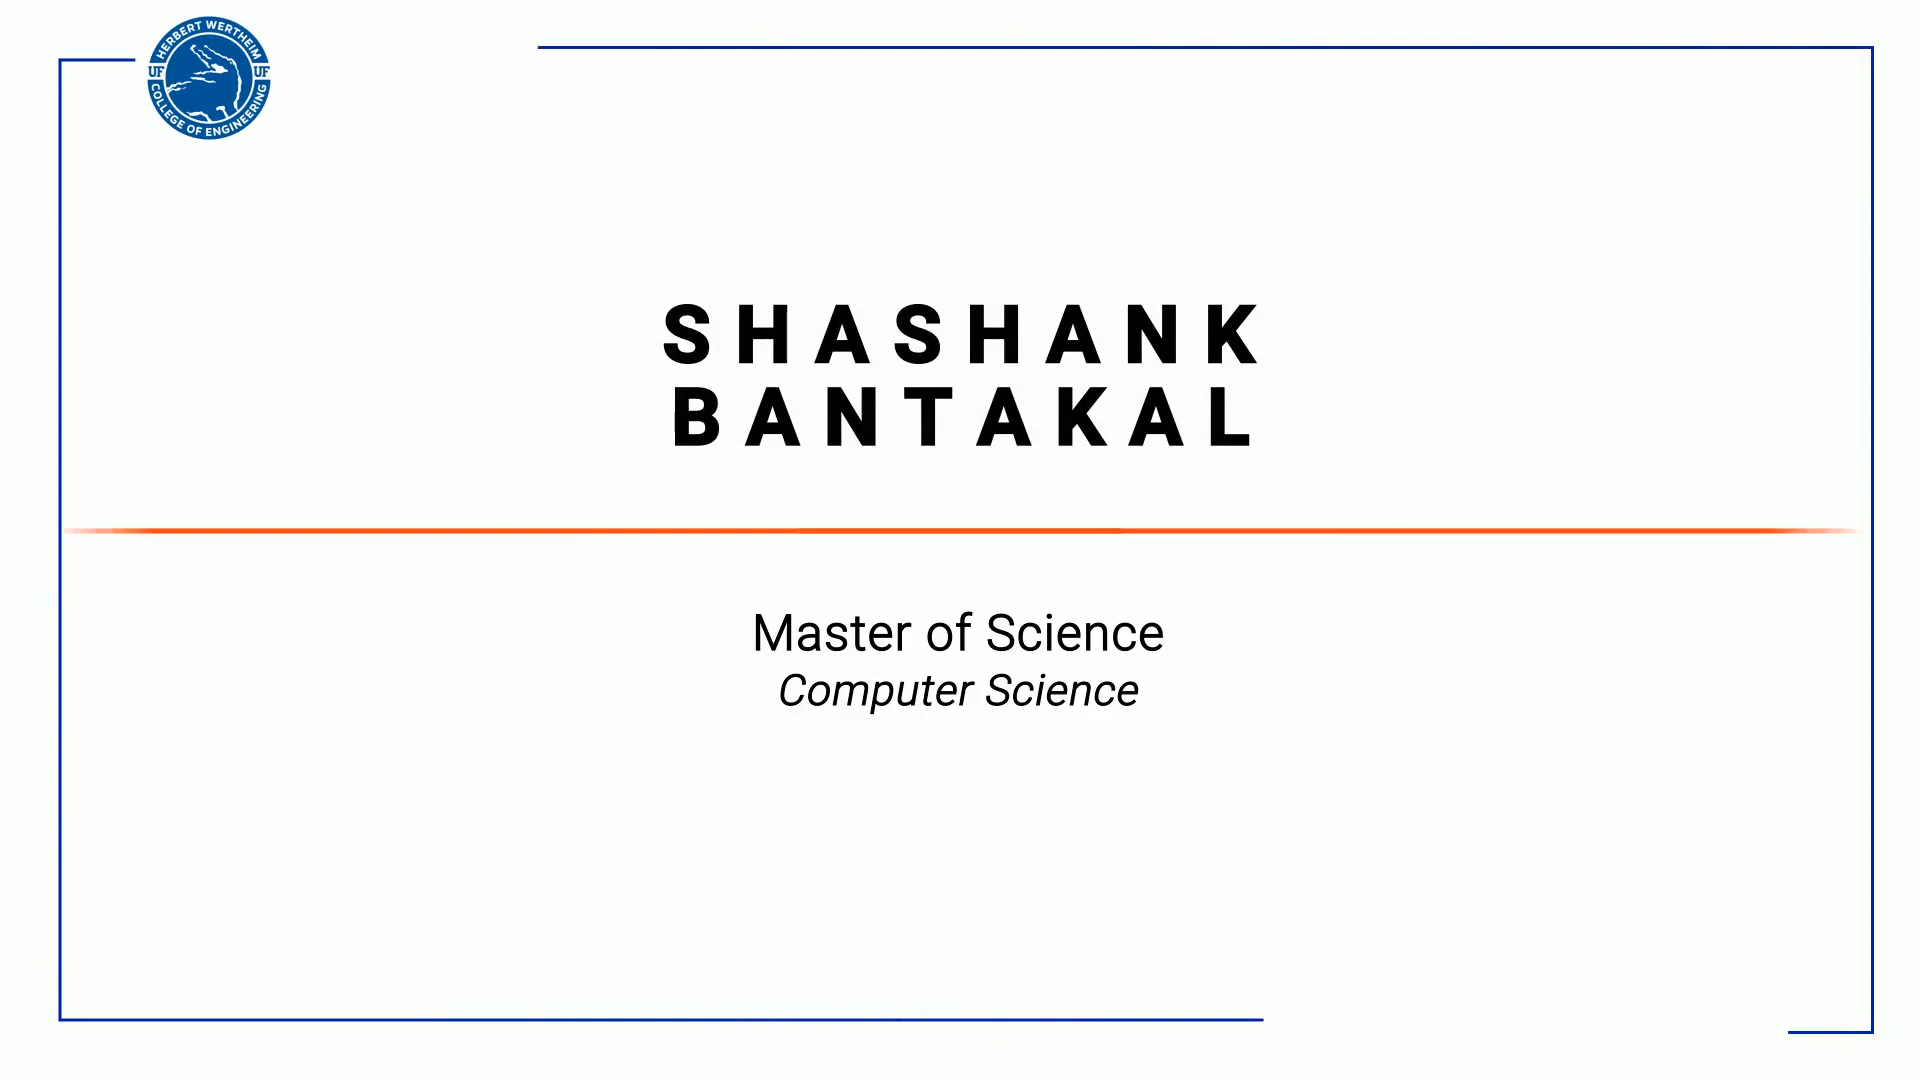 HERBERT WERTHEIM
UF UF
COLLEGE OF ENGINEERING
SHASHANK
BANTAKAL
Master of Science
Computer Science